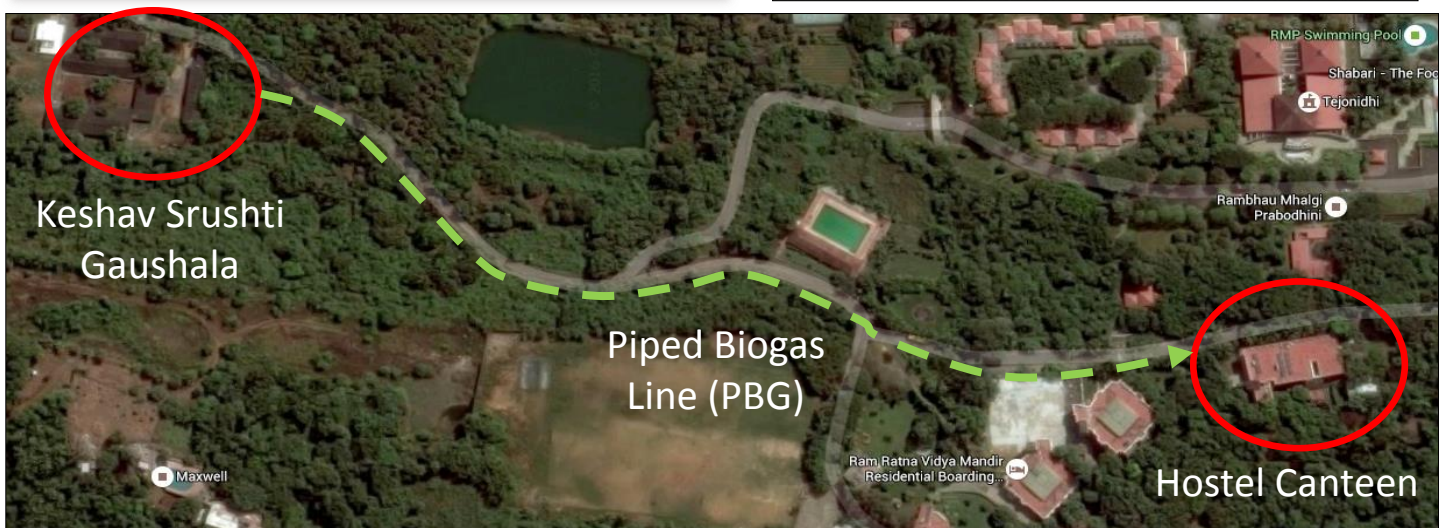 RMP Swimming Pool
Shabari - The Foc
Tejonidhi
Keshav Srushti
Gaushala
Rambhau Mhalgi
Prabodhini
Piped Biogas
Line (PBG)
Ram Ratna Vidya Mandir
Residential Boarding...
Maxwell
Hostel Canteen